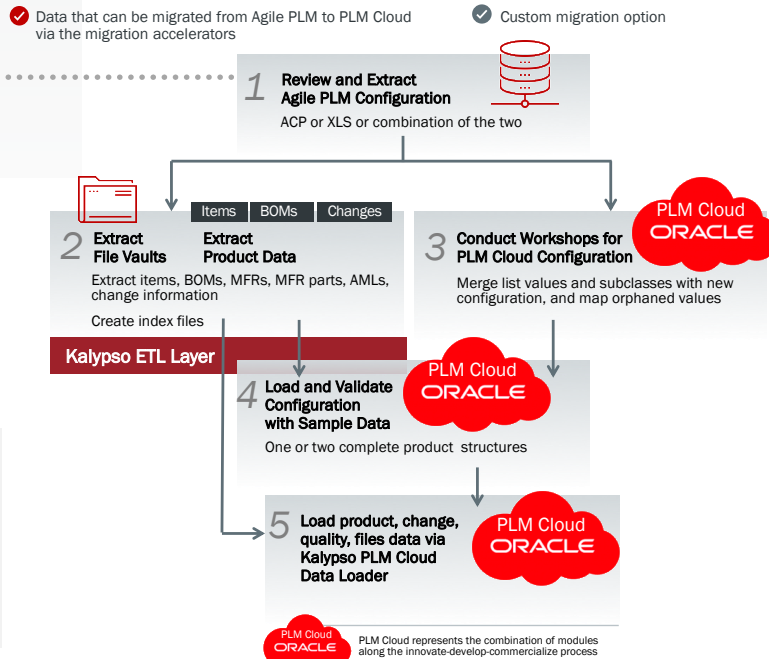 Data that can be migrated from Agile PLM to PLM Cloud
via the migration accelerators
Custom migration option
1
Review and Extract
Agile PLM Configuration
ACP or XLS or combination of the two
Items
BOMs
Changes
2
Extract
File Vaults
Extract
Product Data
Extract items, BOMs, MFRs, MFR parts, AMLs,
change information
Create index files
Kalypso ETL Layer
PLM Cloud
ORACLE
3
Conduct Workshops for
PLM Cloud Configuration
Merge list values and subclasses with new
configuration, and map orphaned values
PLM Cloud
ORACLE
4
Load and Validate
Configuration
with Sample Data
One or two complete product structures
5
Load product, change,
quality, files data via
Kalypso PLM Cloud
Data Loader
PLM Cloud
ORACLE
PLM Cloud
ORACLE
PLM Cloud represents the combination of modules
along the innovate-develop-commercialize process